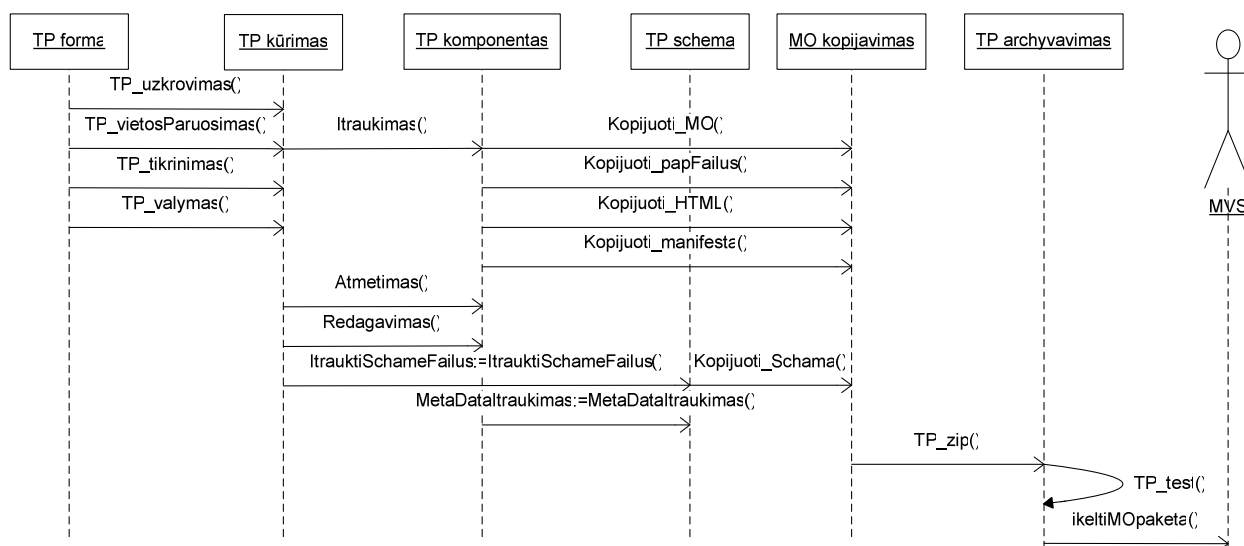 TP forma
TP kūrimas
TP komponentas
TP schema
MO kopijavimas
TP archyvavimas
MVS
TP_uzkrovimas()
TP_vietosParuosimas()
Itraukimas()
Kopijuoti_MO()
TP_tikrinimas()
Kopijuoti_papFailus()
TP_valymas()
Kopijuoti_HTML()
Kopijuoti_manifesta()
Atmetimas()
Redagavimas()
ItrauktiSchameFailus:=ItrauktiSchameFailus()
Kopijuoti_Schama()
MetaDataItraukimas:=MetaDataItraukimas()
TP_zip()
TP_test()
ikeltiMOpaketa()